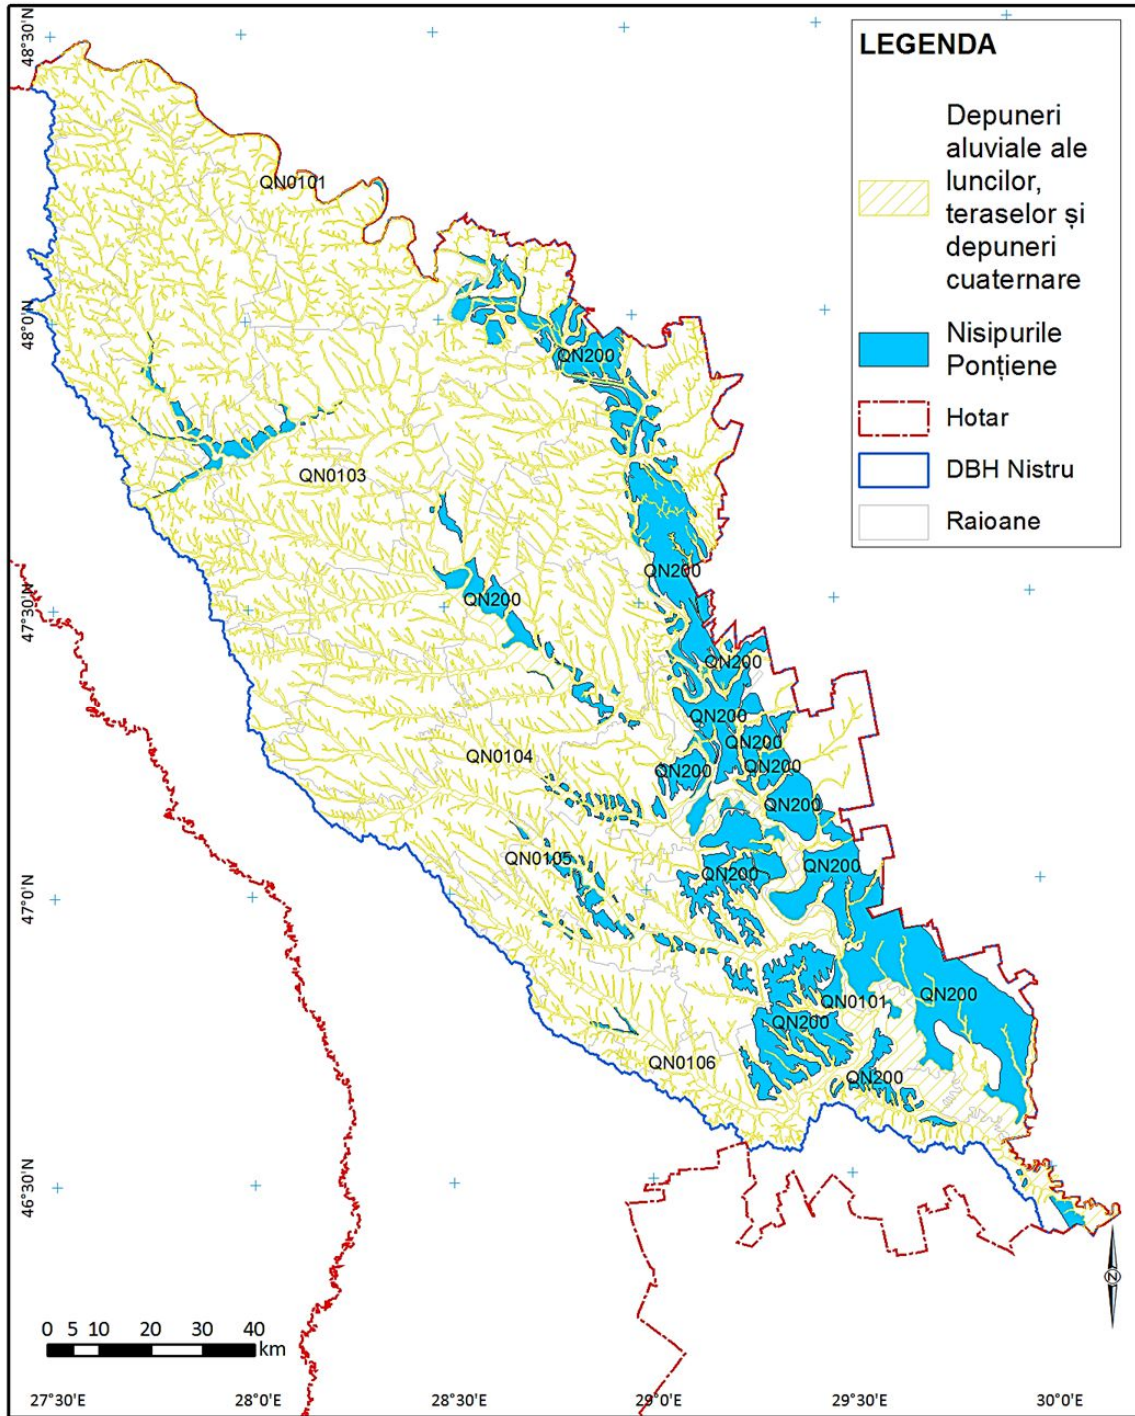 LEGENDA
Depuneri
aluviale ale
luncilor,
teraselor și
depuneri
cuaternare
Nisipurile
Ponțiene
Hotar
DBH Nistru
Raioane
48°30'N
48°0'N
47°30'N
47°0'N
46°30'N
QN0101
QN200
QN0103
QN200
QN200
QN200
QN200
QN200
QN0104
QN200
QN200
QN200
QN0105
QN200
QN200
QN200
QN0101
QN200
QN0106
QN200
0 5 10 20 30 40
km
27°30'E 28°0'E 28°30'E 29°0'E 29°30'E 30°0'E
N